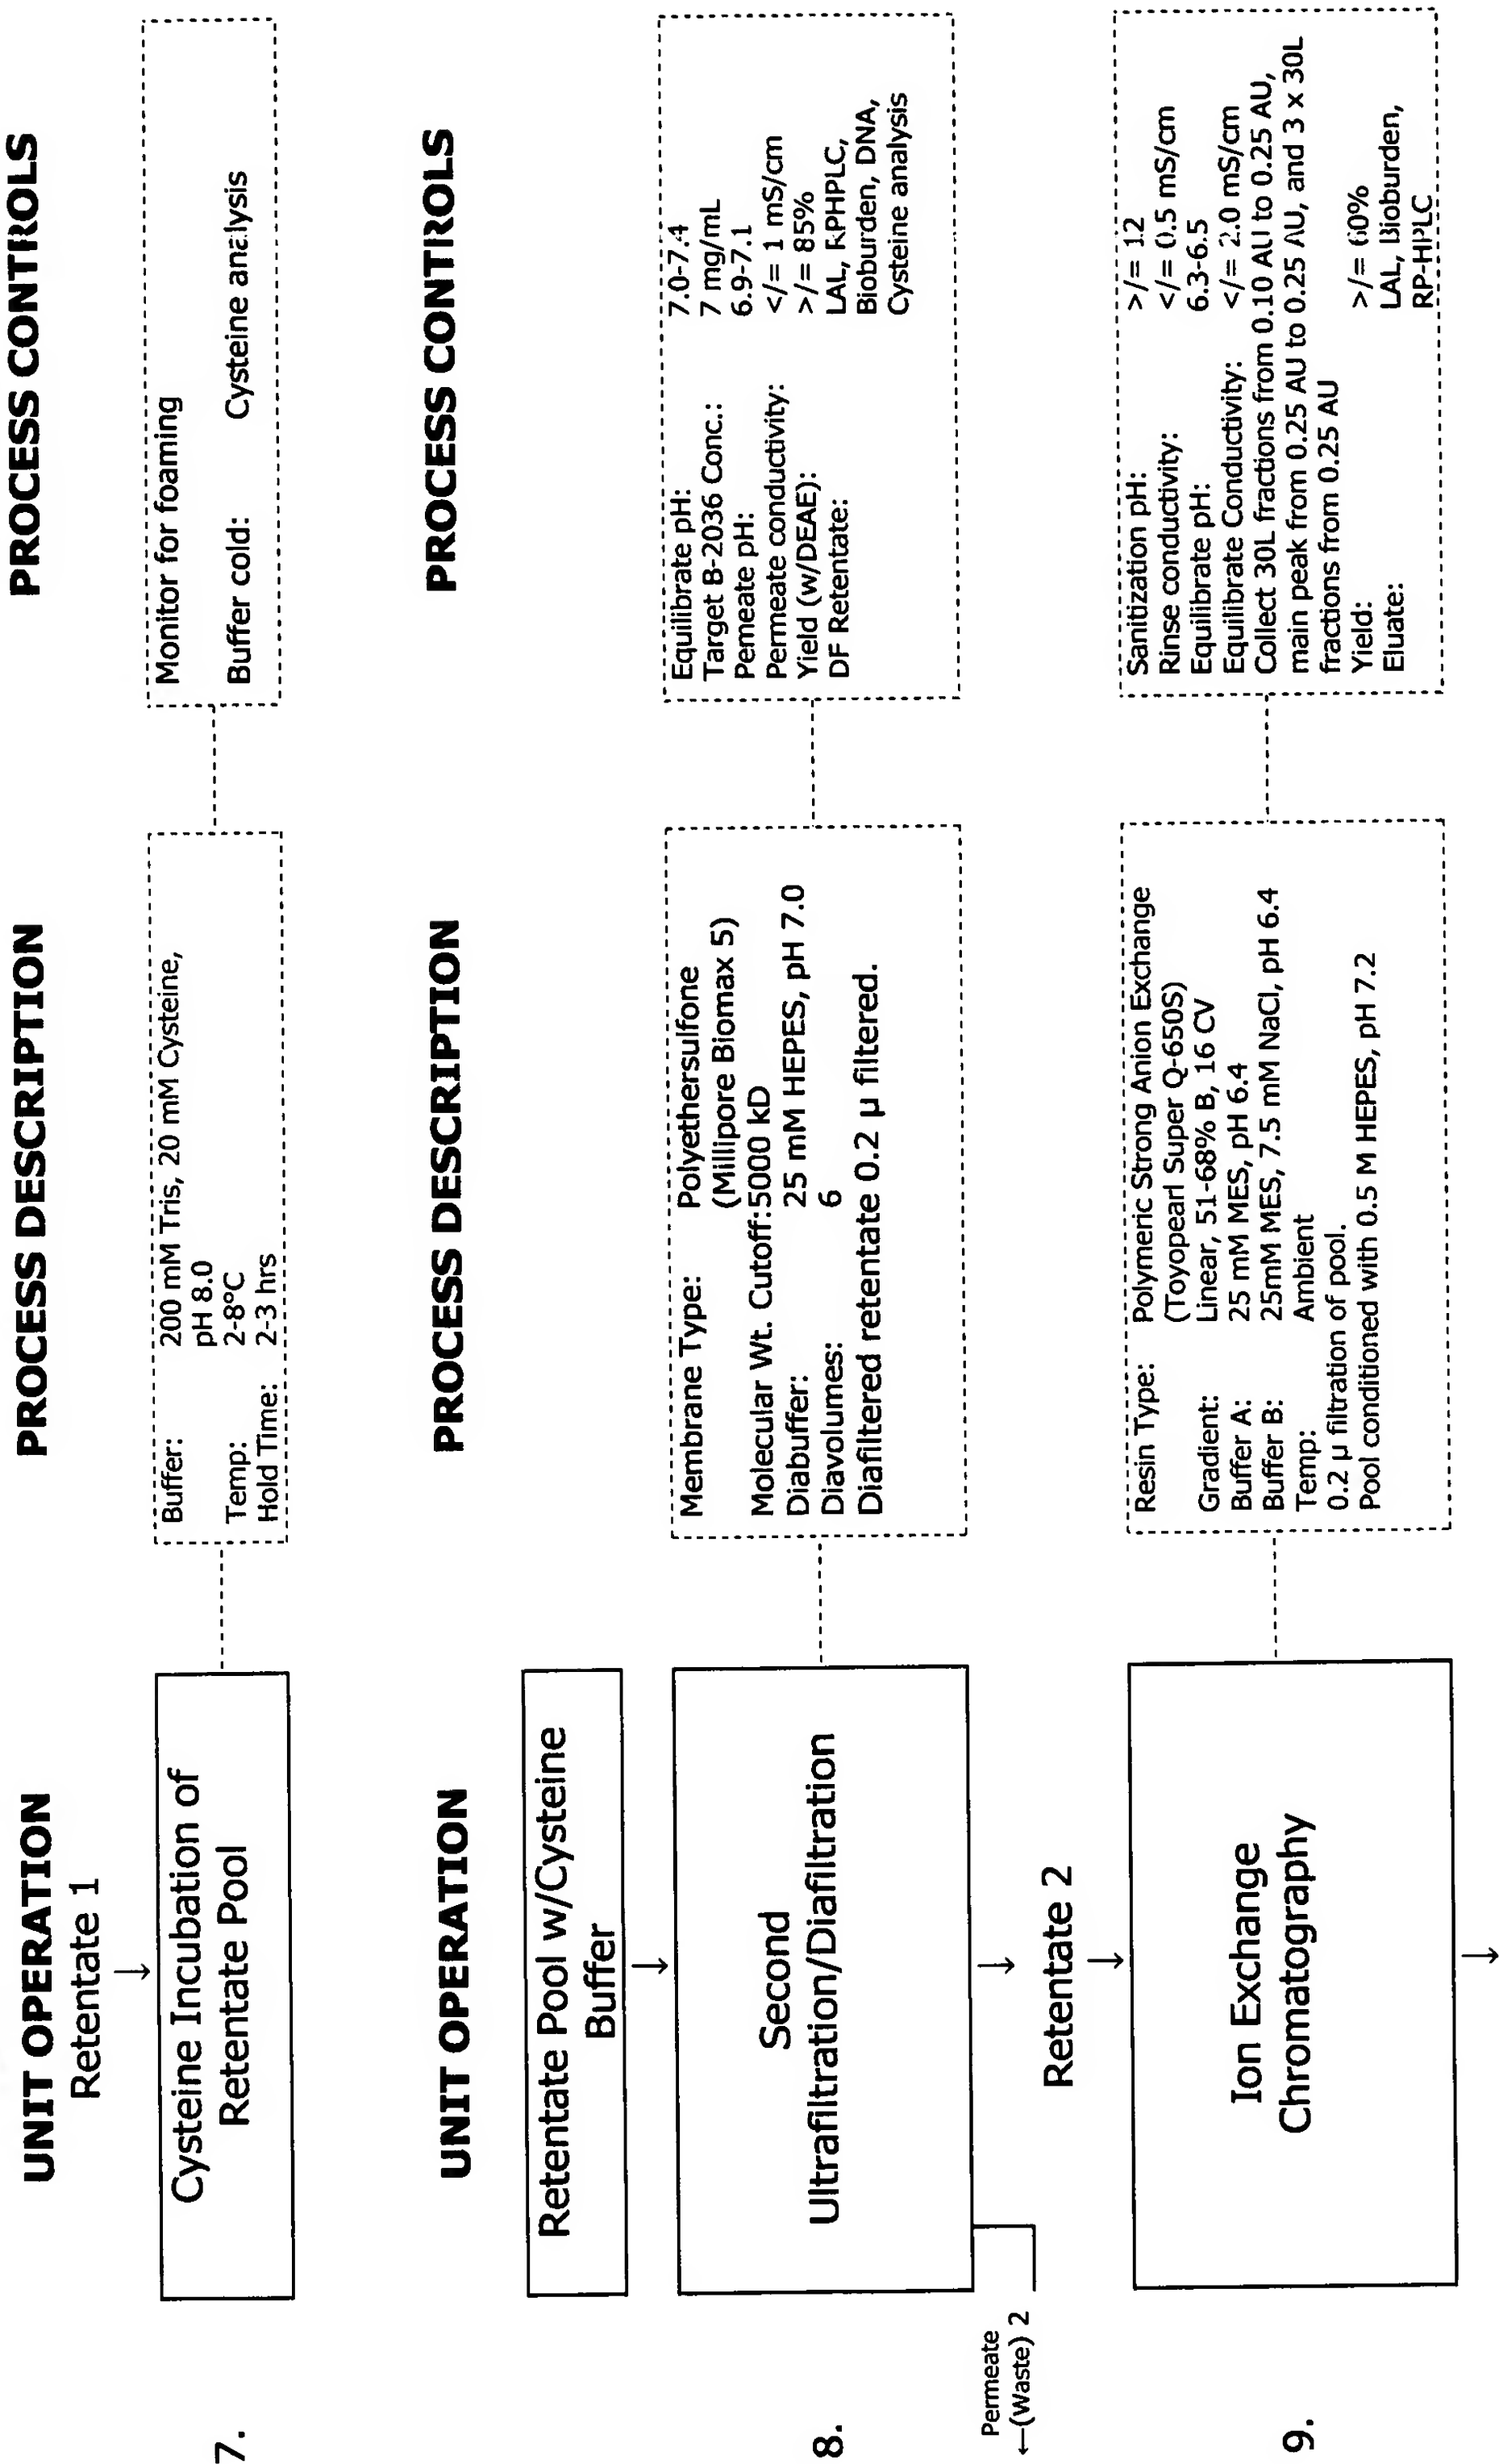 UNIT OPERATION
PROCESS DESCRIPTION
PROCESS CONTROLS
Retentate 1
↓
7.
Cysteine Incubation of
Retentate Pool
Buffer: 200 mM Tris, 20 mM Cysteine,
pH 8.0
Temp: 2-8°C
Hold Time: 2-3 hrs
Monitor for foaming
Buffer cold: Cysteine analysis
UNIT OPERATION
PROCESS DESCRIPTION
PROCESS CONTROLS
Retentate Pool w/Cysteine
Buffer
↓
8.
Second
Ultrafiltration/Diafiltration
Membrane Type: Polyethersulfone
(Millipore Biomax 5)
Molecular Wt. Cutoff:5000 kD
Diabuffer: 25 mM HEPES, pH 7.0
Diavolumes: 6
Diafiltered retentate 0.2 µ filtered.
Equilibrate pH: 7.0-7.4
Target B-2036 Conc.: 7 mg/mL
Pemeate pH: 6.9-7.1
Permeate conductivity: </= 1 mS/cm
Yield (w/DEAE): >/= 85%
DF Retentate: LAL, RPHPLC,
Bioburden, DNA,
Cysteine analysis
Permeate
←(Waste) 2
↓
Retentate 2
↓
9.
Ion Exchange
Chromatography
Resin Type: Polymeric Strong Anion Exchange
(Toyopearl Super Q-650S)
Gradient: Linear, 51-68% B, 16 CV
Buffer A: 25 mM MES, pH 6.4
Buffer B: 25mM MES, 7.5 mM NaCl, pH 6.4
Temp: Ambient
0.2 µ filtration of pool.
Pool conditioned with 0.5 M HEPES, pH 7.2
Sanitization pH: >/= 12
Rinse conductivity: </= 0.5 mS/cm
Equilibrate pH: 6.3-6.5
Equilibrate Conductivity: </= 2.0 mS/cm
Collect 30L fractions from 0.10 AU to 0.25 AU,
main peak from 0.25 AU to 0.25 AU, and 3 x 30L
fractions from 0.25 AU
Yield: >/= 60%
Eluate: LAL, Bioburden,
RP-HPLC
↓